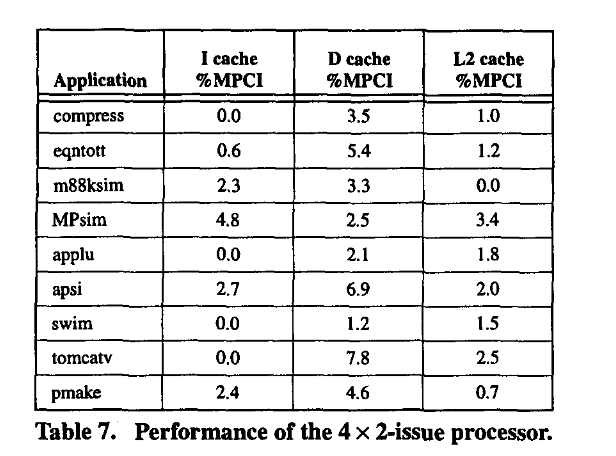 Application I cache %MPCI D cache %MPCI L2 cache %MPCI
compress 0.0 3.5 1.0
eqntott 0.6 5.4 1.2
m88ksim 2.3 3.3 0.0
MPsim 4.8 2.5 3.4
applu 0.0 2.1 1.8
apsi 2.7 6.9 2.0
swim 0.0 1.2 1.5
tomcatv 0.0 7.8 2.5
pmake 2.4 4.6 0.7
Table 7. Performance of the 4 × 2-issue processor.